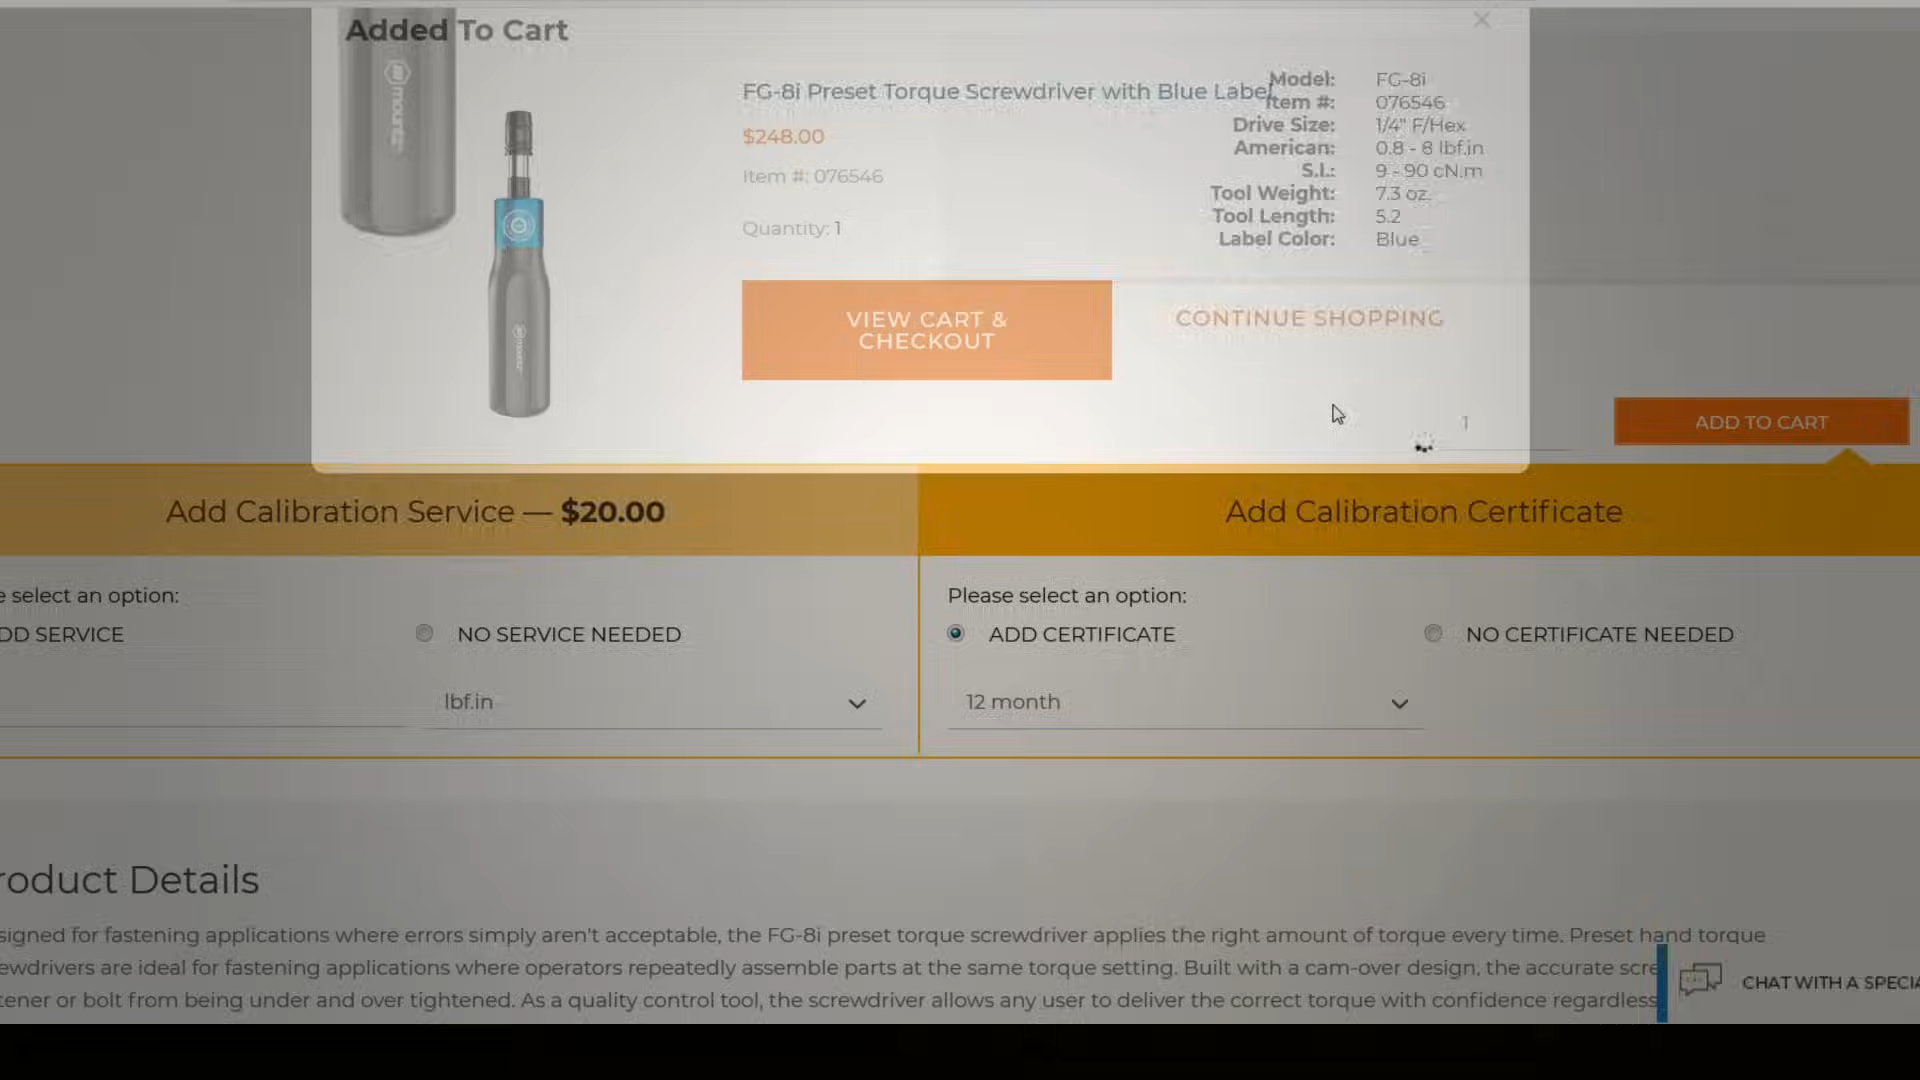 Added To Cart
FG-8i Preset Torque Screwdriver with Blue Label
$248.00
Item #: 076546
Quantity: 1
Model: FG-8i
Item #: 076546
Drive Size: 1/4" F/Hex
American: 0.8 - 8 lbf.in
S.I.: 9 - 90 cN.m
Tool Weight: 7.3 oz.
Tool Length: 5.2
Label Color: Blue
VIEW CART &
CHECKOUT
CONTINUE SHOPPING
1
ADD TO CART
mountz
Add Calibration Service — $20.00
Add Calibration Certificate
e select an option:
DD SERVICE
NO SERVICE NEEDED
lbf.in
Please select an option:
ADD CERTIFICATE
NO CERTIFICATE NEEDED
12 month
roduct Details
signed for fastening applications where errors simply aren't acceptable, the FG-8i preset torque screwdriver applies the right amount of torque every time. Preset hand torque
ewdrivers are ideal for fastening applications where operators repeatedly assemble parts at the same torque setting. Built with a cam-over design, the accurate scre
tener or bolt from being under and over tightened. As a quality control tool, the screwdriver allows any user to deliver the correct torque with confidence regardless
CHAT WITH A SPECIA